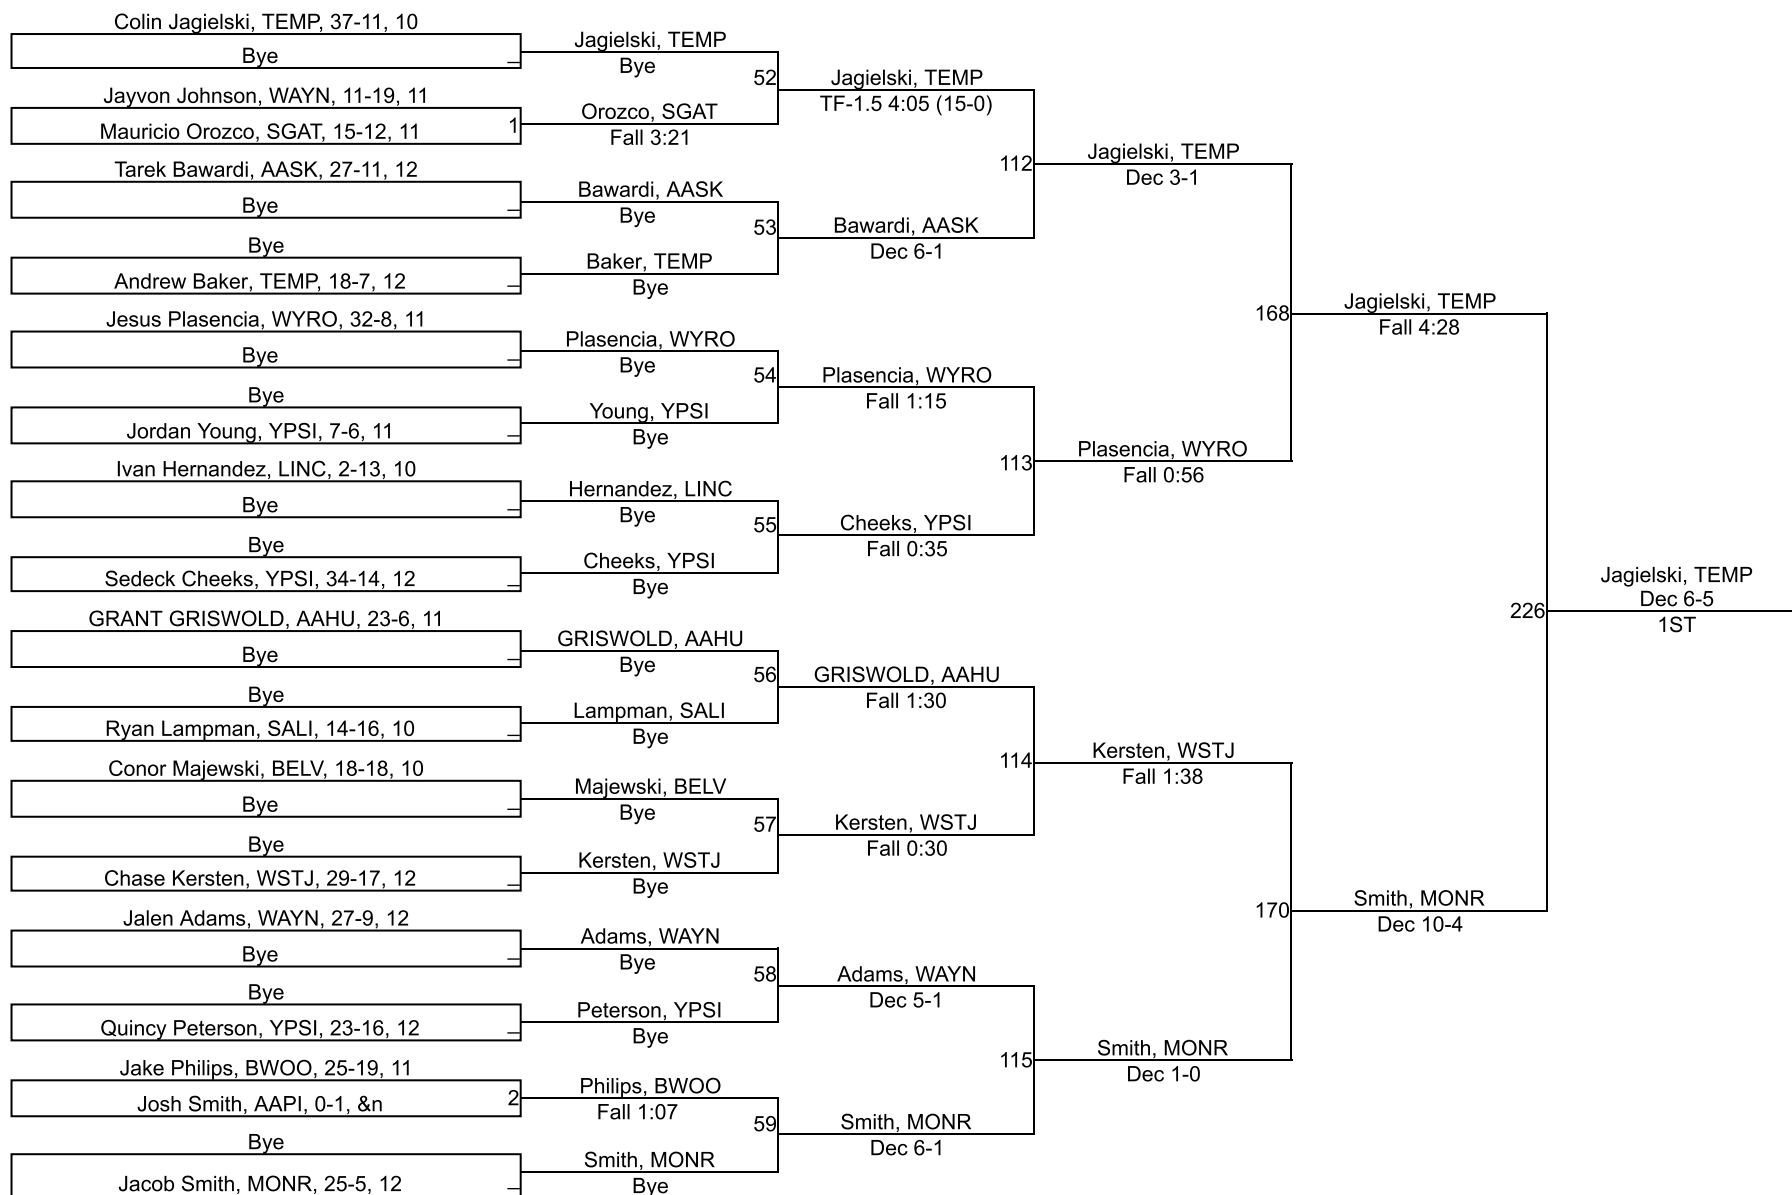 Colin Jagielski, TEMP, 37-11, 10
Bye
Jayvon Johnson, WAYN, 11-19, 11
Mauricio Orozco, SGAT, 15-12, 11
1
Tarek Bawardi, AASK, 27-11, 12
Bye
Bye
Andrew Baker, TEMP, 18-7, 12
Jesus Plasencia, WYRO, 32-8, 11
Bye
Bye
Jordan Young, YPSI, 7-6, 11
Ivan Hernandez, LINC, 2-13, 10
Bye
Bye
Sedeck Cheeks, YPSI, 34-14, 12
GRANT GRISWOLD, AAHU, 23-6, 11
Bye
Bye
Ryan Lampman, SALI, 14-16, 10
Conor Majewski, BELV, 18-18, 10
Bye
Bye
Chase Kersten, WSTJ, 29-17, 12
Jalen Adams, WAYN, 27-9, 12
Bye
Bye
Quincy Peterson, YPSI, 23-16, 12
Jake Philips, BWOO, 25-19, 11
Josh Smith, AAPI, 0-1, &n
2
Bye
Jacob Smith, MONR, 25-5, 12
Jagielski, TEMP
Bye
52
Orozco, SGAT
Fall 3:21
Bawardi, AASK
Bye
53
Baker, TEMP
Bye
Plasencia, WYRO
Bye
54
Young, YPSI
Bye
Hernandez, LINC
Bye
55
Cheeks, YPSI
Bye
GRISWOLD, AAHU
Bye
56
Lampman, SALI
Bye
Majewski, BELV
Bye
57
Kersten, WSTJ
Bye
Adams, WAYN
Bye
58
Peterson, YPSI
Bye
Philips, BWOO
Fall 1:07
59
Smith, MONR
Bye
Jagielski, TEMP
TF-1.5 4:05 (15-0)
112
Bawardi, AASK
Dec 6-1
Plasencia, WYRO
Fall 1:15
113
Cheeks, YPSI
Fall 0:35
GRISWOLD, AAHU
Fall 1:30
114
Kersten, WSTJ
Fall 0:30
Adams, WAYN
Dec 5-1
115
Smith, MONR
Dec 6-1
Jagielski, TEMP
Dec 3-1
168
Plasencia, WYRO
Fall 0:56
Kersten, WSTJ
Fall 1:38
170
Smith, MONR
Dec 1-0
Jagielski, TEMP
Fall 4:28
226
Smith, MONR
Dec 10-4
Jagielski, TEMP
Dec 6-5
1ST